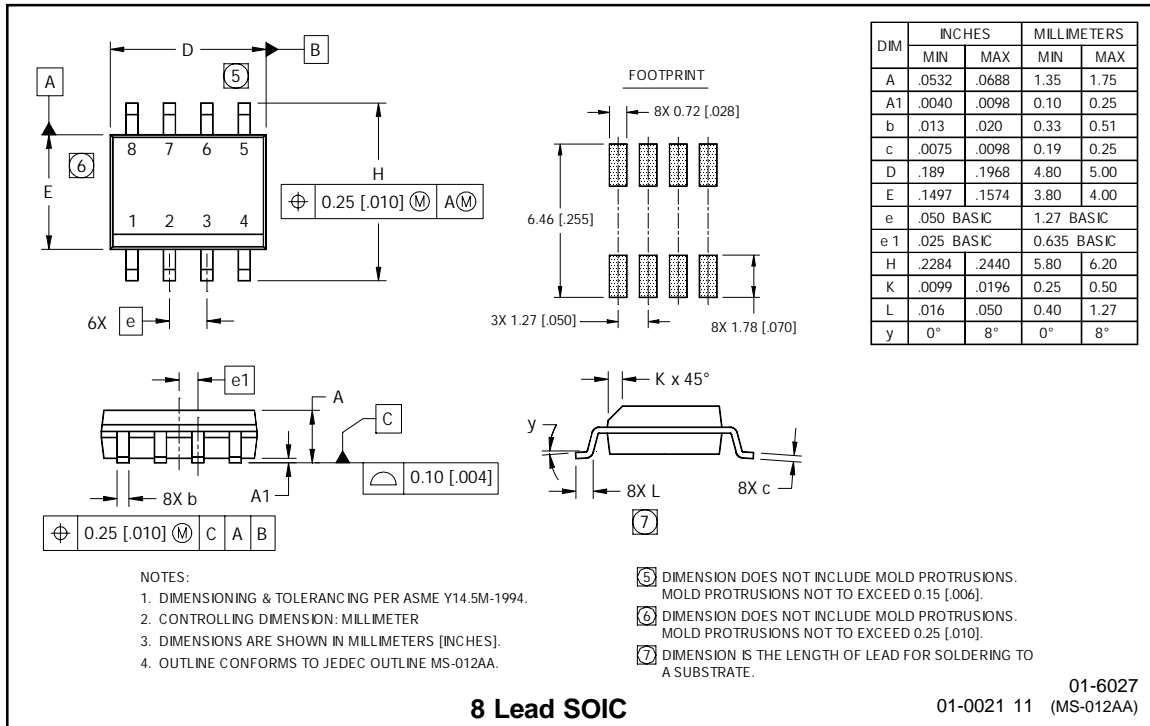 D
B
5
A
8 7 6 5
6
E
H
⌖ 0.25 [.010] Ⓜ AⓂ
1 2 3 4
6X e
FOOTPRINT
8X 0.72 [.028]
6.46 [.255]
3X 1.27 [.050]
8X 1.78 [.070]
DIM INCHES MILLIMETERS
MIN MAX MIN MAX
A .0532 .0688 1.35 1.75
A1 .0040 .0098 0.10 0.25
b .013 .020 0.33 0.51
c .0075 .0098 0.19 0.25
D .189 .1968 4.80 5.00
E .1497 .1574 3.80 4.00
e .050 BASIC 1.27 BASIC
e 1 .025 BASIC 0.635 BASIC
H .2284 .2440 5.80 6.20
K .0099 .0196 0.25 0.50
L .016 .050 0.40 1.27
y 0° 8° 0° 8°
e1
A
C
⌓ 0.10 [.004]
8X b
A1
⌖ 0.25 [.010] Ⓜ C A B
K x 45°
y
8X L
8X c
7
NOTES:
1. DIMENSIONING & TOLERANCING PER ASME Y14.5M-1994.
2. CONTROLLING DIMENSION: MILLIMETER
3. DIMENSIONS ARE SHOWN IN MILLIMETERS [INCHES].
4. OUTLINE CONFORMS TO JEDEC OUTLINE MS-012AA.
5 DIMENSION DOES NOT INCLUDE MOLD PROTRUSIONS.
MOLD PROTRUSIONS NOT TO EXCEED 0.15 [.006].
6 DIMENSION DOES NOT INCLUDE MOLD PROTRUSIONS.
MOLD PROTRUSIONS NOT TO EXCEED 0.25 [.010].
7 DIMENSION IS THE LENGTH OF LEAD FOR SOLDERING TO
A SUBSTRATE.
8 Lead SOIC
01-6027
01-0021 11 (MS-012AA)